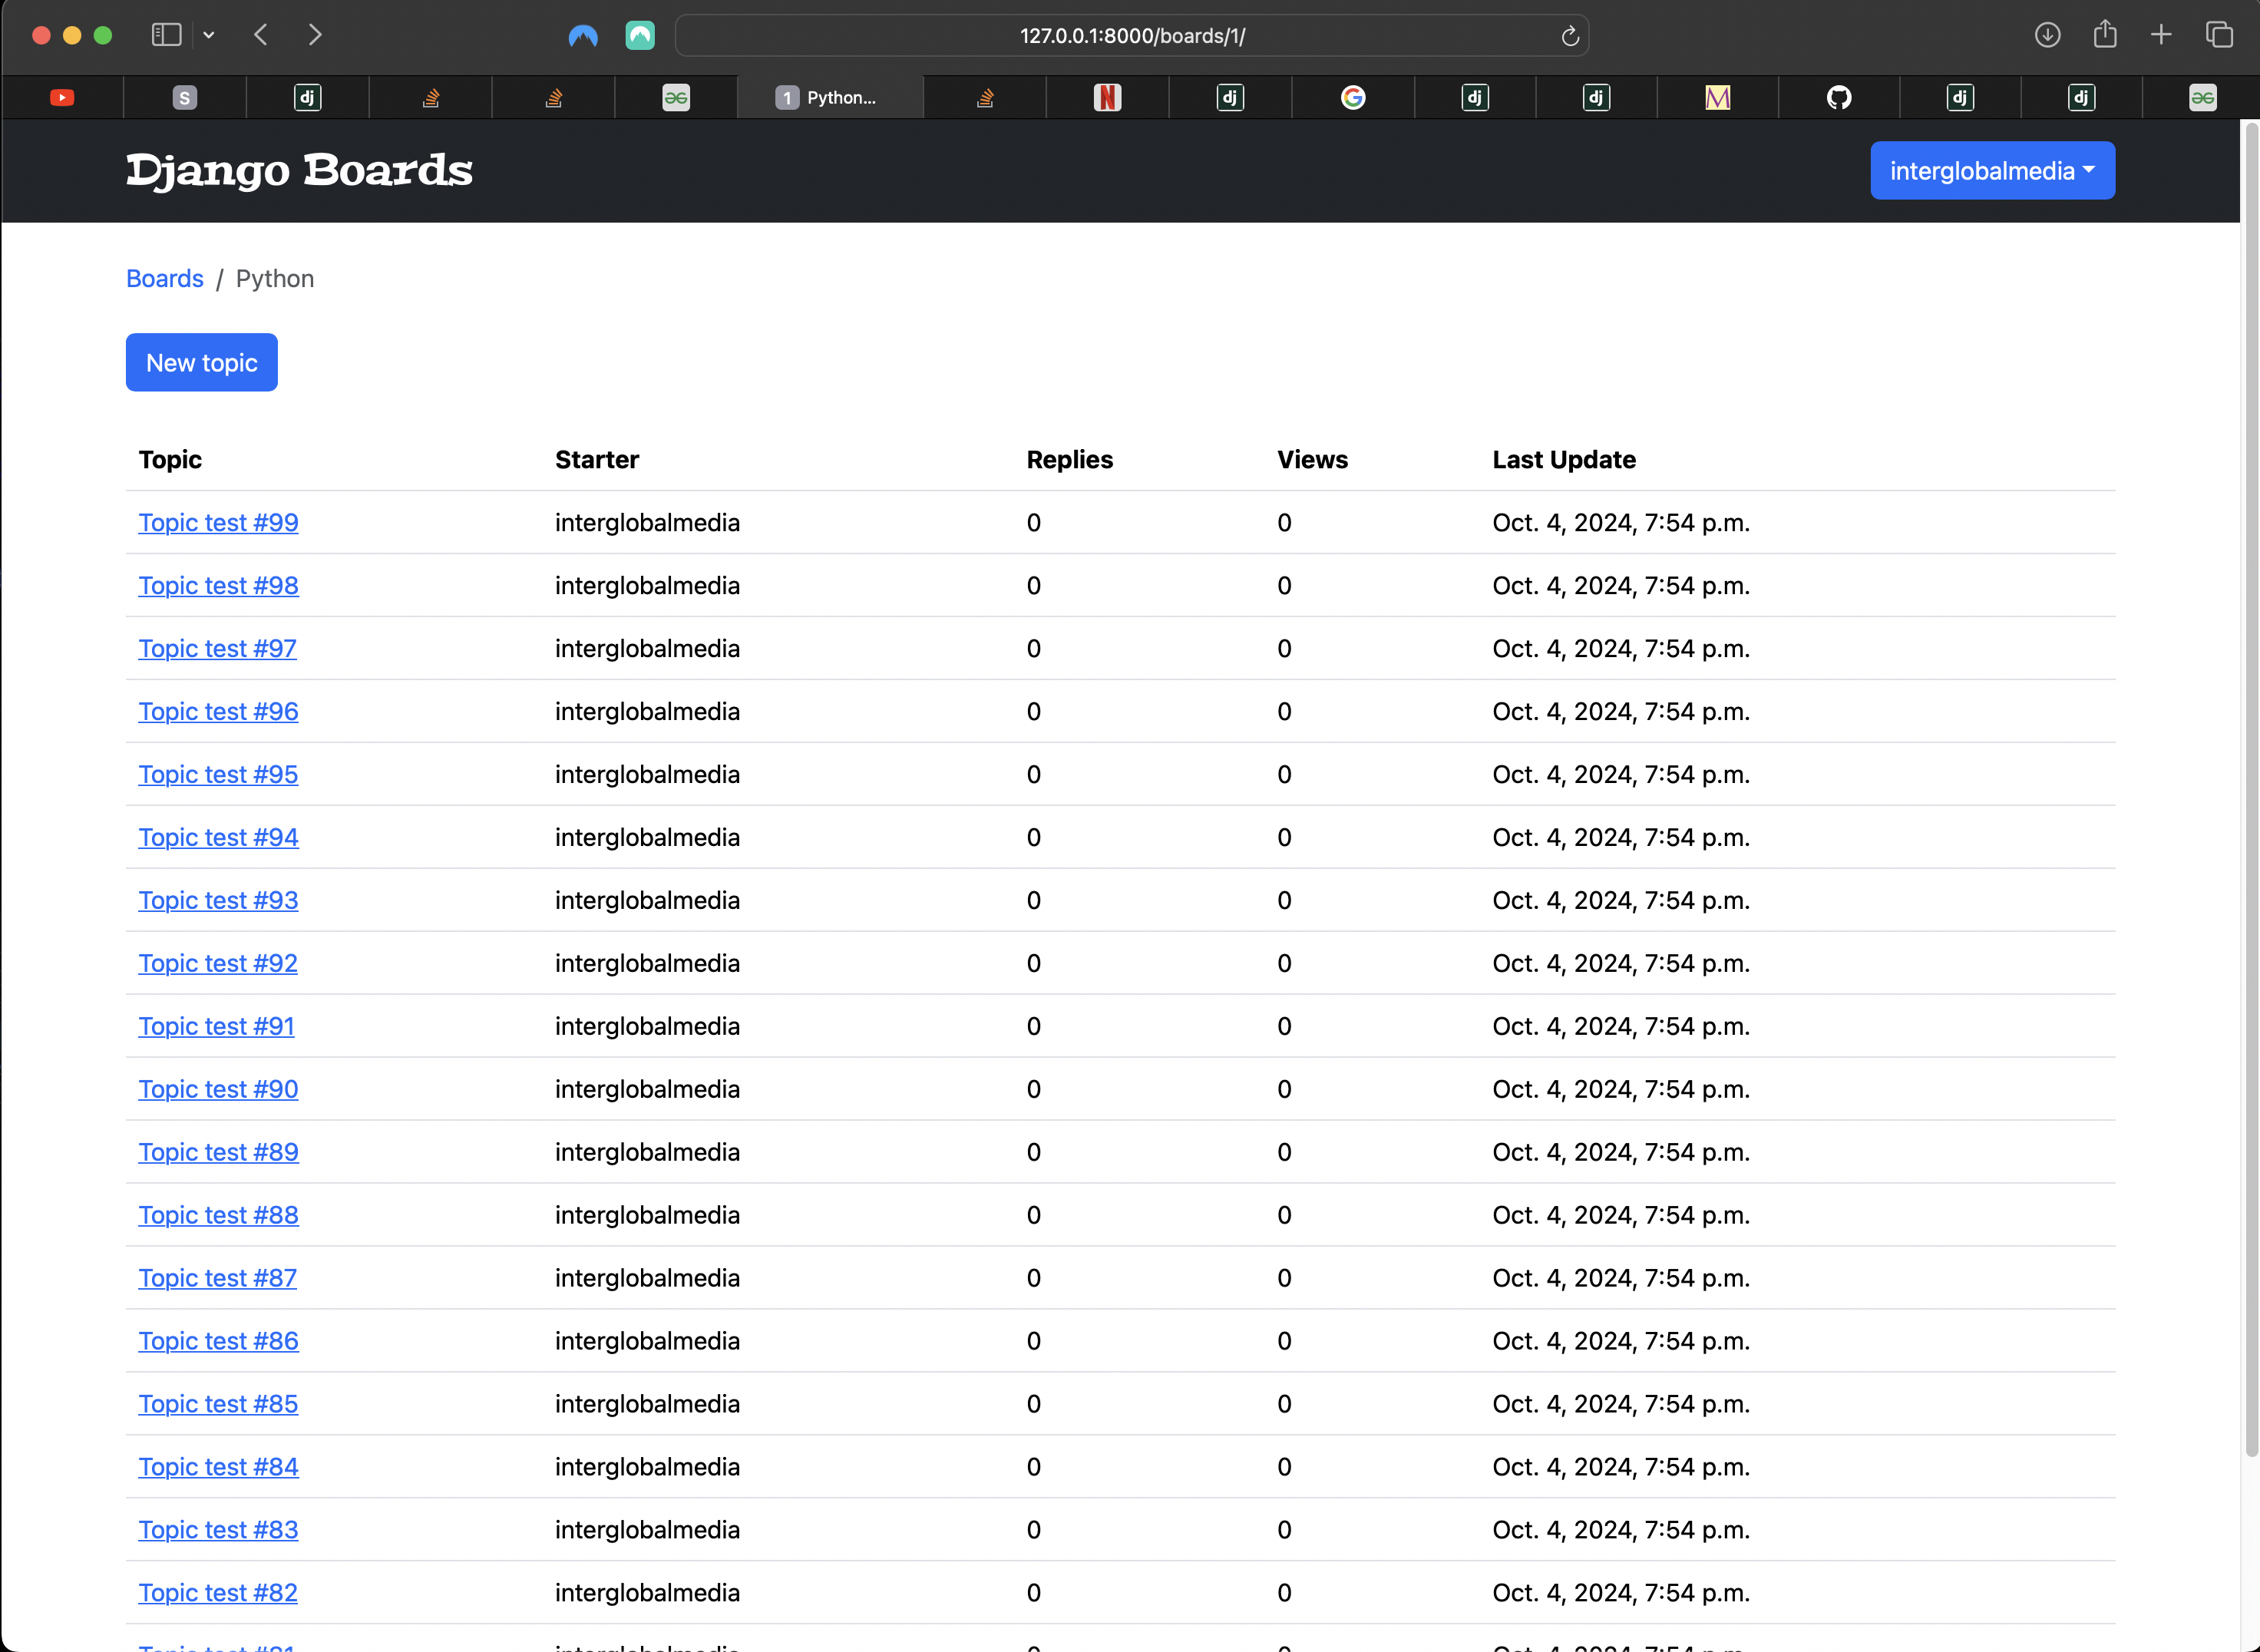 127.0.0.1:8000/boards/1/
S dj 1 Python... N dj G dj dj M dj dj
Django Boards interglobalmedia
Boards / Python
New topic
Topic Starter Replies Views Last Update
Topic test #99 interglobalmedia 0 0 Oct. 4, 2024, 7:54 p.m.
Topic test #98 interglobalmedia 0 0 Oct. 4, 2024, 7:54 p.m.
Topic test #97 interglobalmedia 0 0 Oct. 4, 2024, 7:54 p.m.
Topic test #96 interglobalmedia 0 0 Oct. 4, 2024, 7:54 p.m.
Topic test #95 interglobalmedia 0 0 Oct. 4, 2024, 7:54 p.m.
Topic test #94 interglobalmedia 0 0 Oct. 4, 2024, 7:54 p.m.
Topic test #93 interglobalmedia 0 0 Oct. 4, 2024, 7:54 p.m.
Topic test #92 interglobalmedia 0 0 Oct. 4, 2024, 7:54 p.m.
Topic test #91 interglobalmedia 0 0 Oct. 4, 2024, 7:54 p.m.
Topic test #90 interglobalmedia 0 0 Oct. 4, 2024, 7:54 p.m.
Topic test #89 interglobalmedia 0 0 Oct. 4, 2024, 7:54 p.m.
Topic test #88 interglobalmedia 0 0 Oct. 4, 2024, 7:54 p.m.
Topic test #87 interglobalmedia 0 0 Oct. 4, 2024, 7:54 p.m.
Topic test #86 interglobalmedia 0 0 Oct. 4, 2024, 7:54 p.m.
Topic test #85 interglobalmedia 0 0 Oct. 4, 2024, 7:54 p.m.
Topic test #84 interglobalmedia 0 0 Oct. 4, 2024, 7:54 p.m.
Topic test #83 interglobalmedia 0 0 Oct. 4, 2024, 7:54 p.m.
Topic test #82 interglobalmedia 0 0 Oct. 4, 2024, 7:54 p.m.